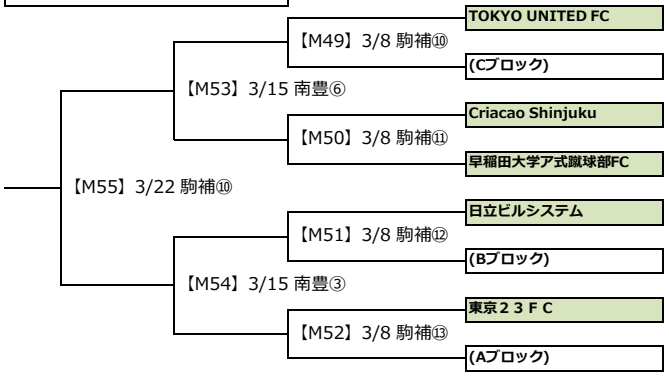 TOKYO UNITED FC
【M49】3/8 駒補⑩
(Cブロック)
【M53】3/15 南豊⑥
Criacao Shinjuku
【M50】3/8 駒補⑪
早稲田大学ア式蹴球部FC
【M55】3/22 駒補⑩
日立ビルシステム
【M51】3/8 駒補⑫
(Bブロック)
【M54】3/15 南豊③
東京２３ＦＣ
【M52】3/8 駒補⑬
(Aブロック)